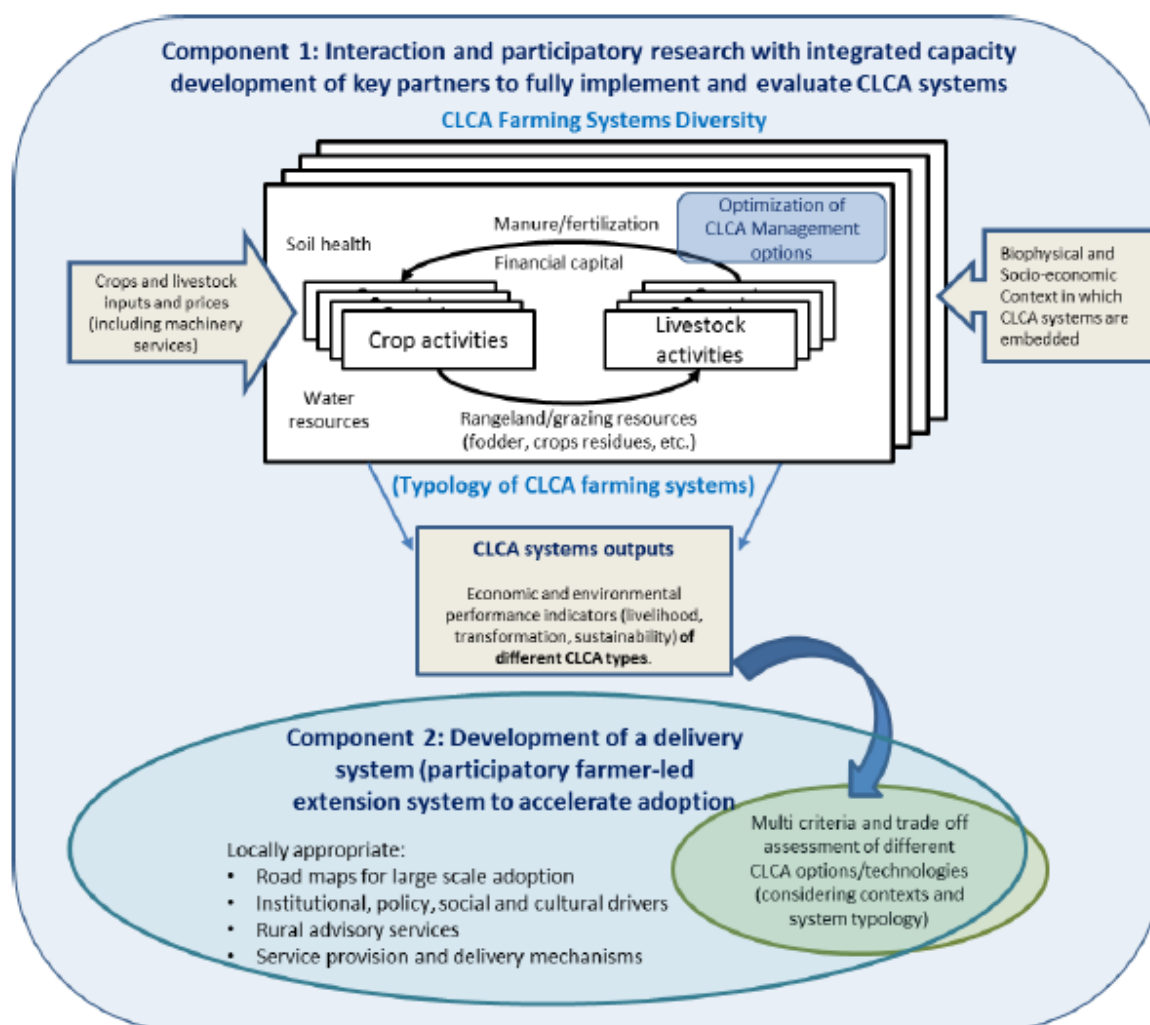 Component 1: Interaction and participatory research with integrated capacity
development of key partners to fully implement and evaluate CLCA systems
CLCA Farming Systems Diversity
Optimization of
CLCA Management
options
Manure/fertilization
Soil health
Financial capital
Crops and livestock
inputs and prices
(including machinery
services)
Biophysical and
Socio-economic
Context in which
CLCA systems are
embedded
Crop activities
Livestock
activities
Water
resources
Rangeland/grazing resources
(fodder, crops residues, etc.)
(Typology of CLCA farming systems)
CLCA systems outputs
Economic and environmental
performance indicators (livelihood,
transformation, sustainability) of
different CLCA types.
Component 2: Development of a delivery
system (participatory farmer-led
extension system to accelerate adoption
Locally appropriate:
• Road maps for large scale adoption
• Institutional, policy, social and cultural drivers
• Rural advisory services
• Service provision and delivery mechanisms
Multi criteria and trade off
assessment of different
CLCA options/technologies
(considering contexts and
system typology)